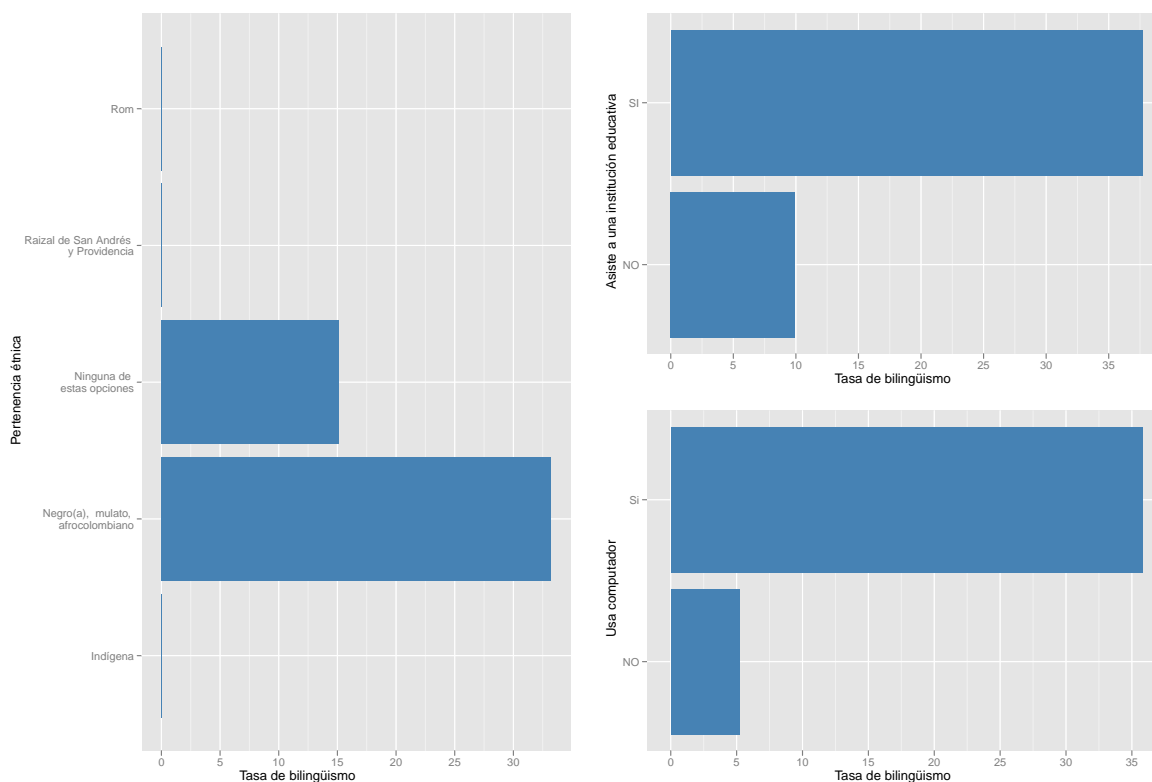 Pertenencia étnica
Rom
Raizal de San Andrés
y Providencia
Ninguna de
estas opciones
Negro(a), mulato,
afrocolombiano
Indígena
0 5 10 15 20 25 30
Tasa de bilingüismo
Asiste a una institución educativa
SI
NO
0 5 10 15 20 25 30 35
Tasa de bilingüismo
Usa computador
Si
NO
0 5 10 15 20 25 30 35
Tasa de bilingüismo